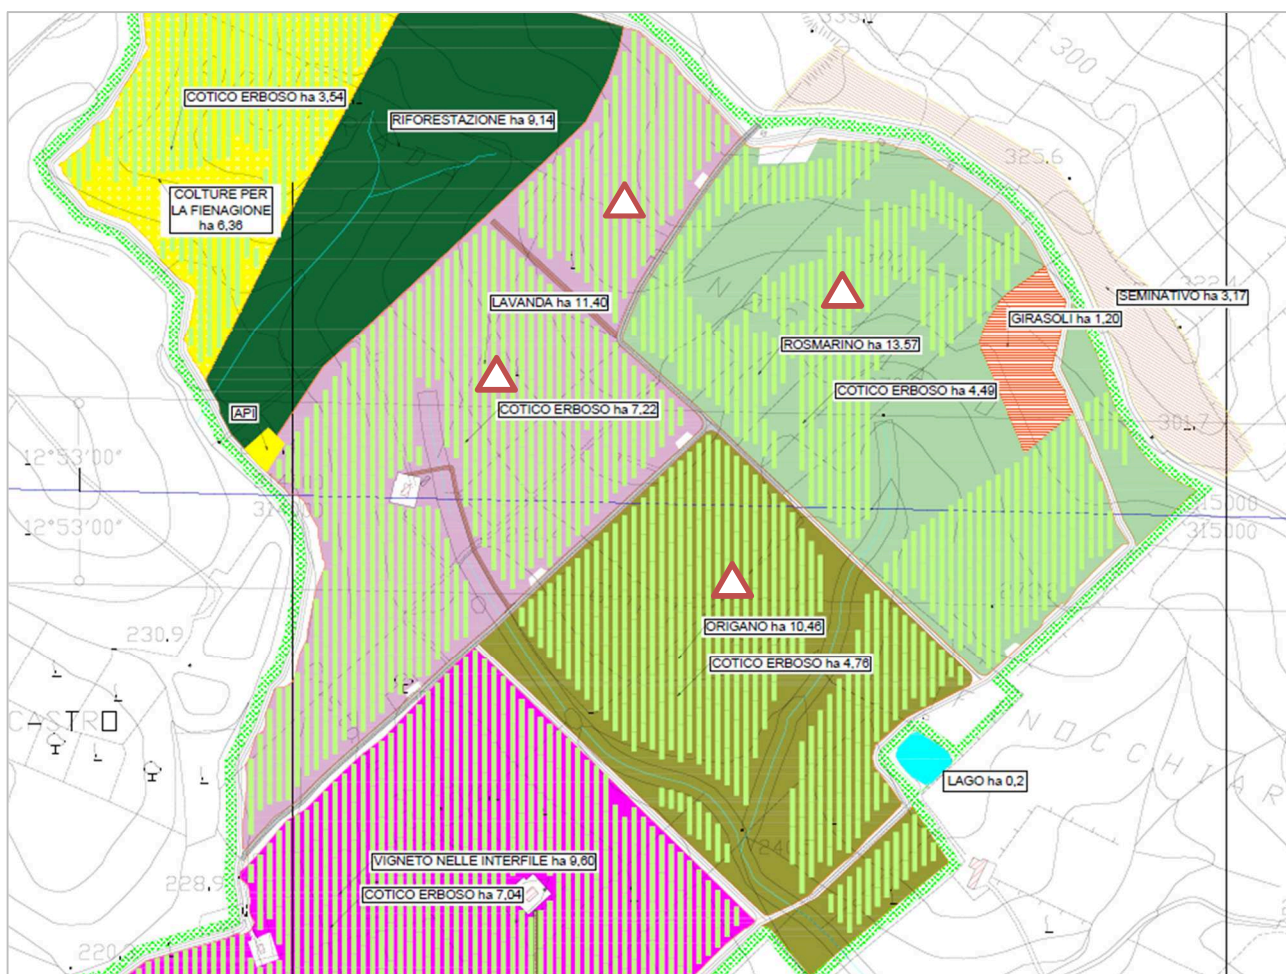 300
COTICO ERBOSO ha 3,54
RIFORESTAZIONE ha 9,14
325.6
COLTURE PER
LA FIENAGIONE
ha 6,36
LAVANDA ha 11,40
SEMINATIVO ha 3,17
GIRASOLI ha 1,20
ROSMARINO ha 13.57
COTICO ERBOSO ha 4,49
COTICO ERBOSO ha 7,22
API
301.7
12°53'00"
315000
12°53'00"
315000
ORIGANO ha 10,46
230.9
COTICO ERBOSO ha 4,76
CASTRO
NOCCHIAR
LAGO ha 0,2
VIGNETO NELLE INTERFILE ha 9,60
228.9
COTICO ERBOSO ha 7,04